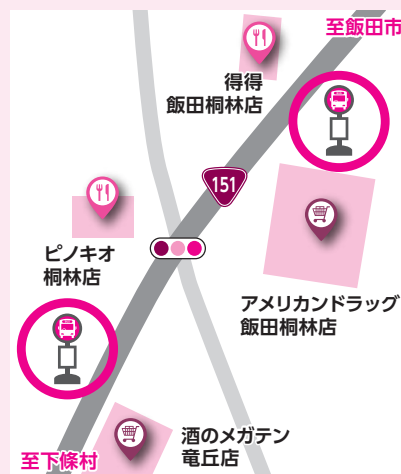 至飯田市
得得
飯田桐林店
151
ピノキオ
桐林店
アメリカンドラッグ
飯田桐林店
酒のメガテン
竜丘店
至下條村